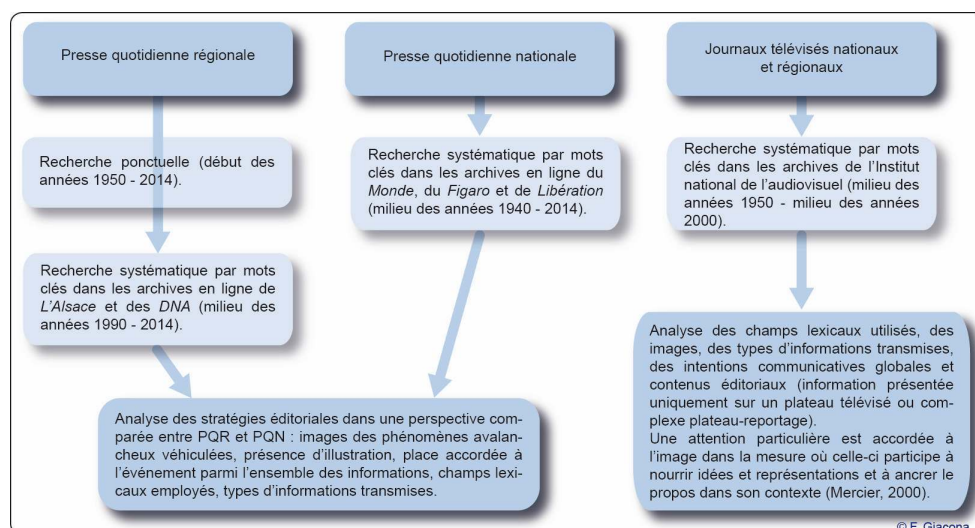 Presse quotidienne régionale
Presse quotidienne nationale
Journaux télévisés nationaux
et régionaux
Recherche ponctuelle (début des
années 1950 - 2014).
Recherche systématique par mots
clés dans les archives en ligne de
L'Alsace et des DNA (milieu des
années 1990 - 2014).
Recherche systématique par mots
clés dans les archives en ligne du
Monde, du Figaro et de Libération
(milieu des années 1940 - 2014).
Recherche systématique par mots
clés dans les archives de l'Institut
national de l'audiovisuel (milieu des
années 1950 - milieu des années
2000).
Analyse des stratégies éditoriales dans une perspective com-
parée entre PQR et PQN : images des phénomènes avalan-
cheux véhiculées, présence d'illustration, place accordée à
l'événement parmi l'ensemble des informations, champs lexi-
caux employés, types d'informations transmises.
Analyse des champs lexicaux utilisés, des
images, des types d'informations transmises,
des intentions communicatives globales et
contenus éditoriaux (information présentée
uniquement sur un plateau télévisé ou com-
plexe plateau-reportage).
Une attention particulière est accordée à
l'image dans la mesure où celle-ci participe à
nourrir idées et représentations et à ancrer le
propos dans son contexte (Mercier, 2000).
© F. Giacona